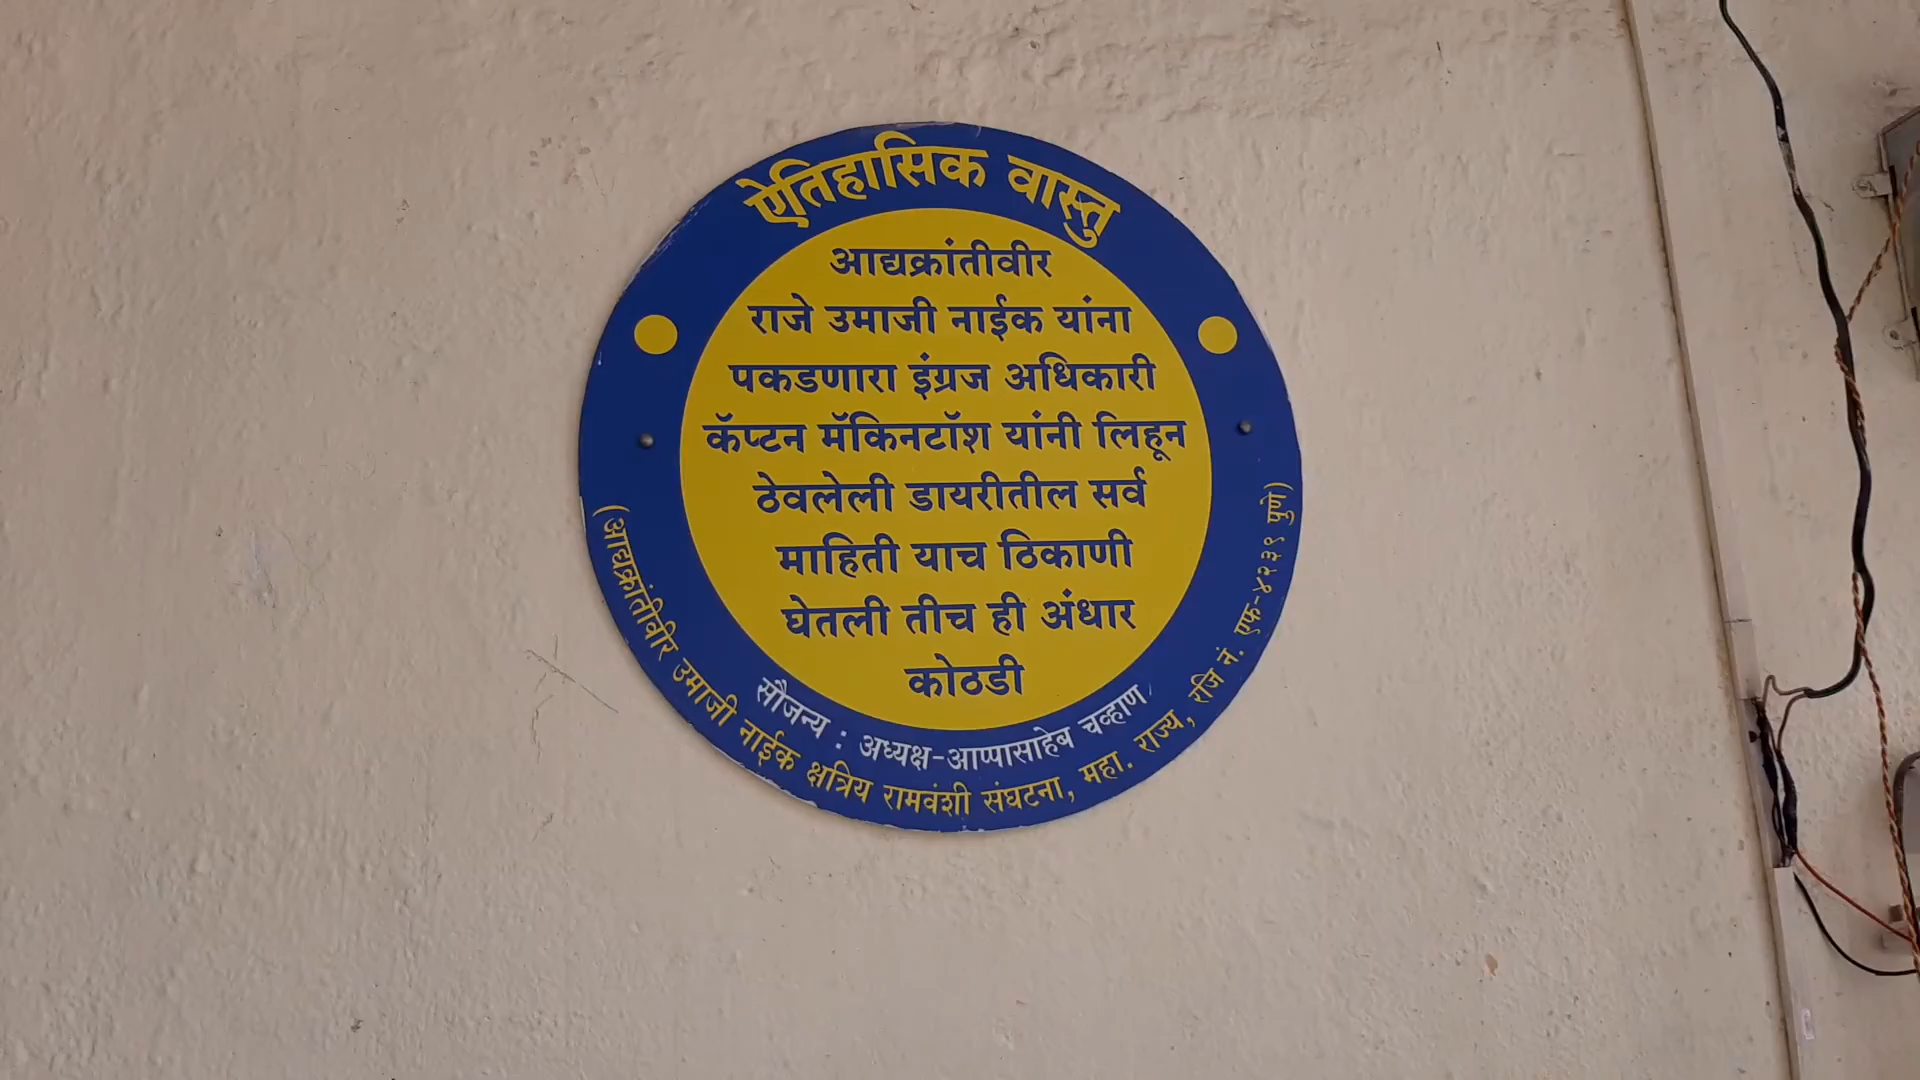 ऐतिहासिक वास्तु
आद्यक्रांतीवीर
राजे उमाजी नाईक यांना
पकडणारा इंग्रज अधिकारी
कॅप्टन मॅकिनटॉश यांनी लिहून
ठेवलेली डायरीतील सर्व
माहिती याच ठिकाणी
घेतली तीच ही अंधार
कोठडी
सौजन्य : अध्यक्ष-आप्पासाहेब चव्हाण
(आद्यक्रांतीवीर उमाजी नाईक क्षत्रिय रामवंशी संघटना, महा. राज्य, रजि नं. एफ-४२३९ पुणे)